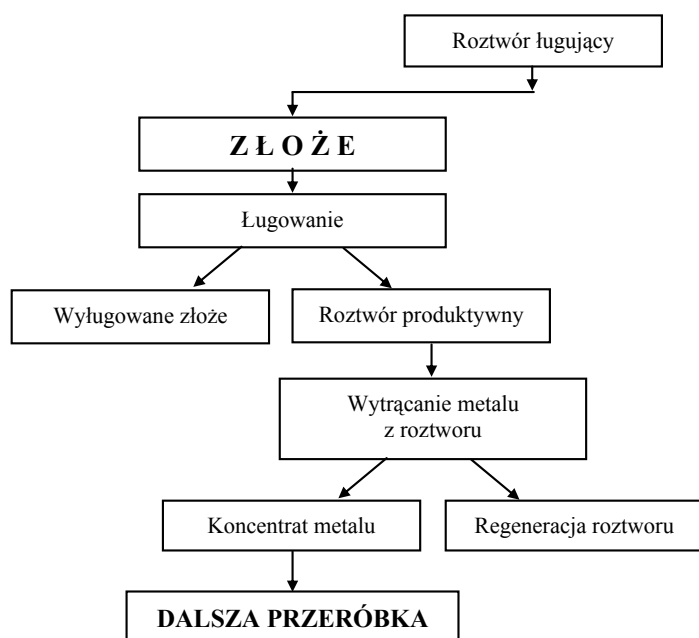 Roztwór ługujący
Z Ł O Ż E
Ługowanie
Wyługowane złoże
Roztwór produktywny
Wytrącanie metalu
z roztworu
Koncentrat metalu
Regeneracja roztworu
DALSZA PRZERÓBKA